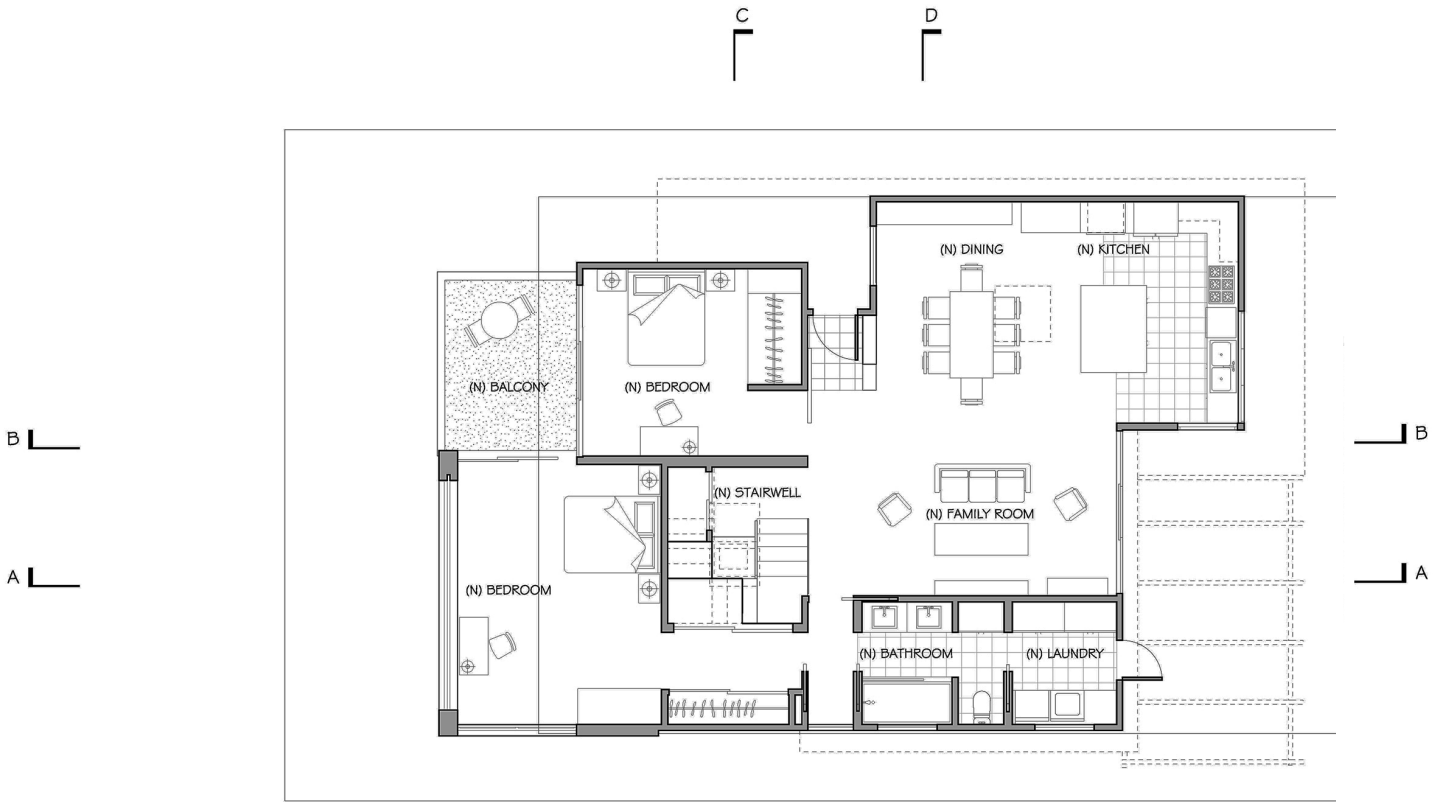 C
D
(N) DINING
(N) KITCHEN
(N) BALCONY
(N) BEDROOM
B
B
(N) STAIRWELL
(N) FAMILY ROOM
A
A
(N) BEDROOM
(N) BATHROOM
(N) LAUNDRY